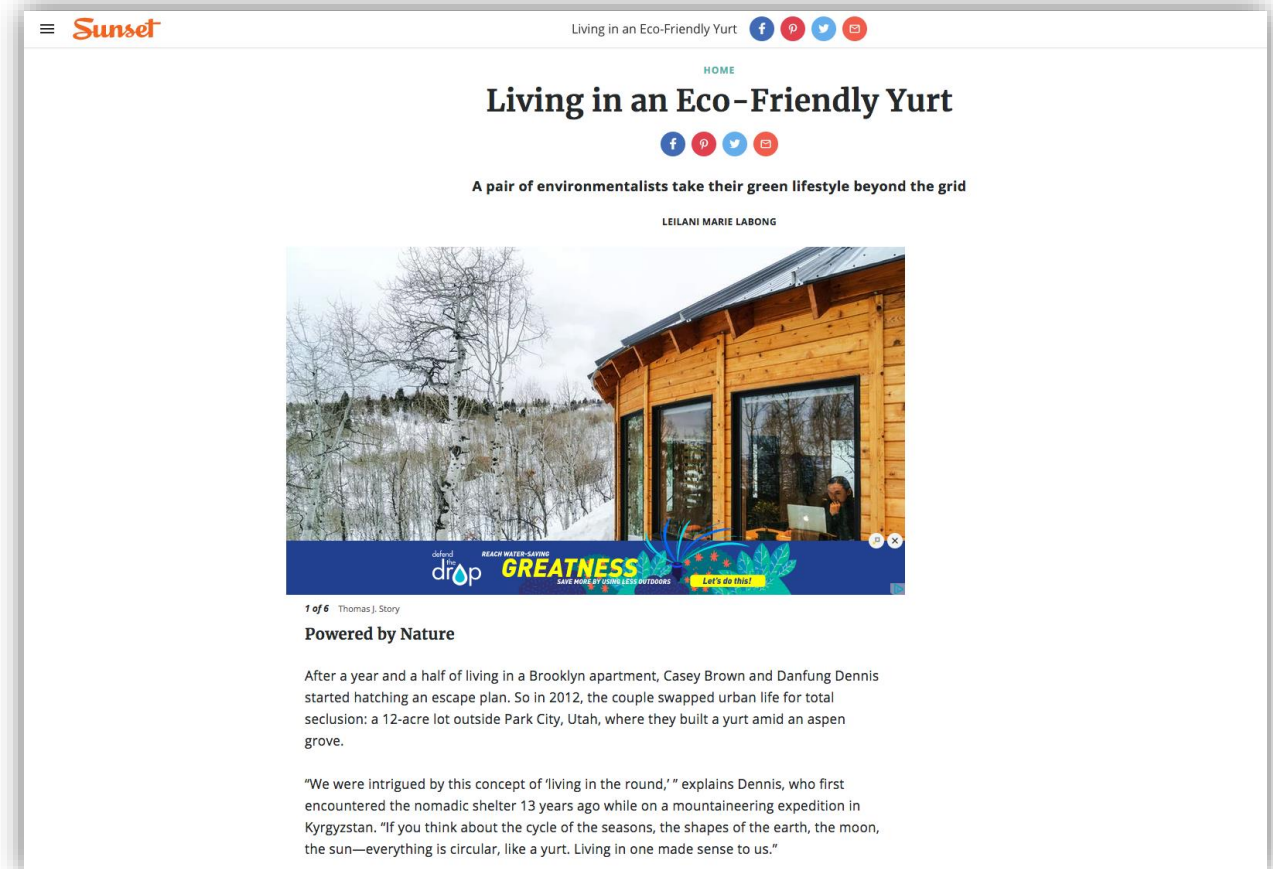 Sunset
Living in an Eco-Friendly Yurt
HOME
Living in an Eco-Friendly Yurt
A pair of environmentalists take their green lifestyle beyond the grid
LEILANI MARIE LABONG
defend
the
drop
REACH WATER-SAVING
GREATNESS
SAVE MORE BY USING LESS OUTDOORS
Let's do this!
1 of 6 Thomas J. Story
Powered by Nature
After a year and a half of living in a Brooklyn apartment, Casey Brown and Danfung Dennis
started hatching an escape plan. So in 2012, the couple swapped urban life for total
seclusion: a 12-acre lot outside Park City, Utah, where they built a yurt amid an aspen
grove.
“We were intrigued by this concept of ‘living in the round,’ ” explains Dennis, who first
encountered the nomadic shelter 13 years ago while on a mountaineering expedition in
Kyrgyzstan. “If you think about the cycle of the seasons, the shapes of the earth, the moon,
the sun—everything is circular, like a yurt. Living in one made sense to us.”